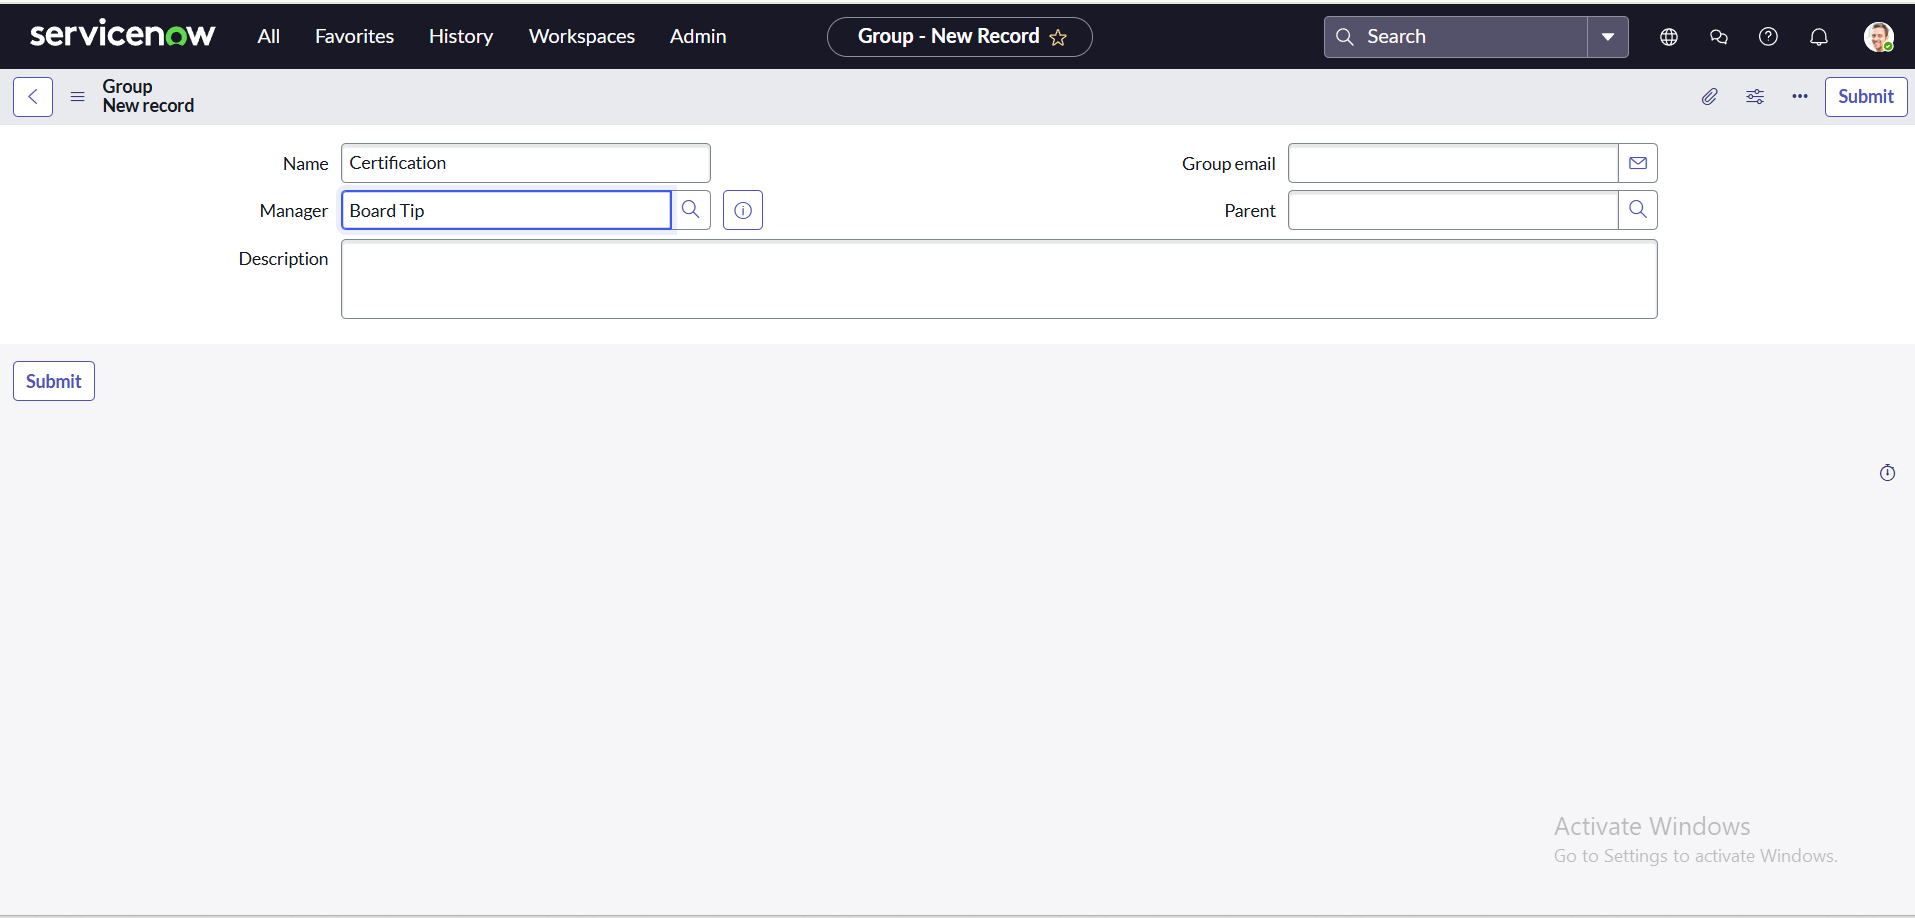 servicenow All Favorites History Workspaces Admin Group - New Record Search
Group
New record
Submit
Name Certification Group email
Manager Board Tip Parent
Description
Submit
Activate Windows
Go to Settings to activate Windows.